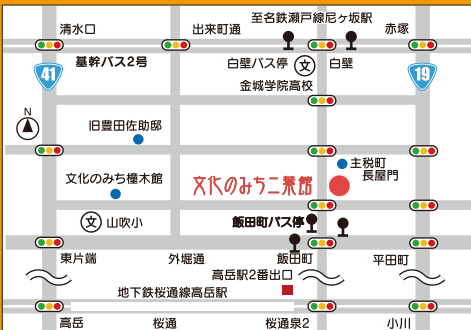 至名鉄瀬戸線尼ヶ坂駅
清水口
出来町通
赤塚
基幹バス2号
白壁バス停
文
白壁
41
19
金城学院高校
N
旧豊田佐助邸
主税町
長屋門
文化のみち橦木館
文化のみち二葉館
文
山吹小
飯田町バス停
東片端
外堀通
飯田町
平田町
高岳駅2番出口
地下鉄桜通線高岳駅
高岳
桜通
桜通泉2
小川